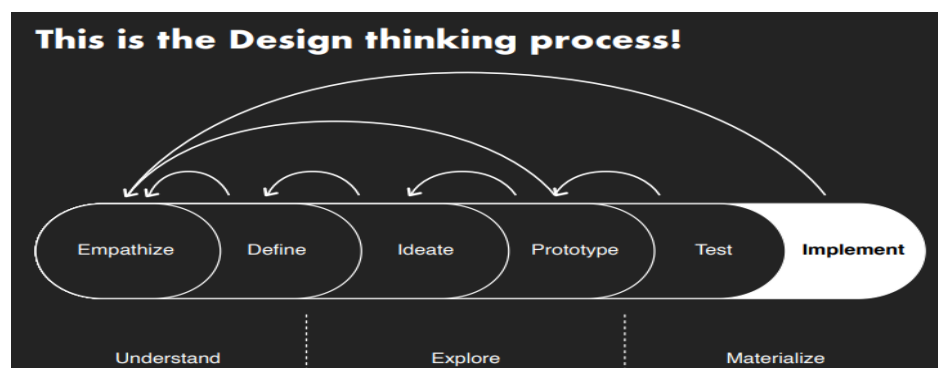 This is the Design thinking process!
Empathize Define Ideate Prototype Test Implement
Understand Explore Materialize